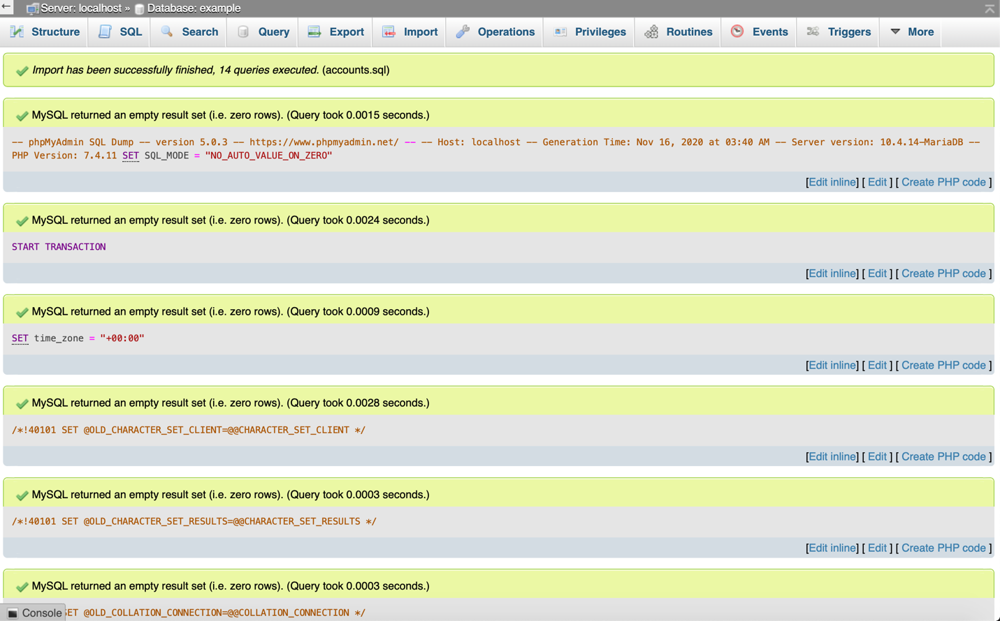 Server: localhost » Database: example
Structure SQL Search Query Export Import Operations Privileges Routines Events Triggers More
Import has been successfully finished, 14 queries executed. (accounts.sql)
MySQL returned an empty result set (i.e. zero rows). (Query took 0.0015 seconds.)
-- phpMyAdmin SQL Dump -- version 5.0.3 -- https://www.phpmyadmin.net/ -- -- Host: localhost -- Generation Time: Nov 16, 2020 at 03:40 AM -- Server version: 10.4.14-MariaDB --
PHP Version: 7.4.11 SET SQL_MODE = "NO_AUTO_VALUE_ON_ZERO"
[Edit inline] [ Edit ] [ Create PHP code ]
MySQL returned an empty result set (i.e. zero rows). (Query took 0.0024 seconds.)
START TRANSACTION
[Edit inline] [ Edit ] [ Create PHP code ]
MySQL returned an empty result set (i.e. zero rows). (Query took 0.0009 seconds.)
SET time_zone = "+00:00"
[Edit inline] [ Edit ] [ Create PHP code ]
MySQL returned an empty result set (i.e. zero rows). (Query took 0.0028 seconds.)
/*!40101 SET @OLD_CHARACTER_SET_CLIENT=@@CHARACTER_SET_CLIENT */
[Edit inline] [ Edit ] [ Create PHP code ]
MySQL returned an empty result set (i.e. zero rows). (Query took 0.0003 seconds.)
/*!40101 SET @OLD_CHARACTER_SET_RESULTS=@@CHARACTER_SET_RESULTS */
[Edit inline] [ Edit ] [ Create PHP code ]
MySQL returned an empty result set (i.e. zero rows). (Query took 0.0003 seconds.)
Console SET @OLD_COLLATION_CONNECTION=@@COLLATION_CONNECTION */